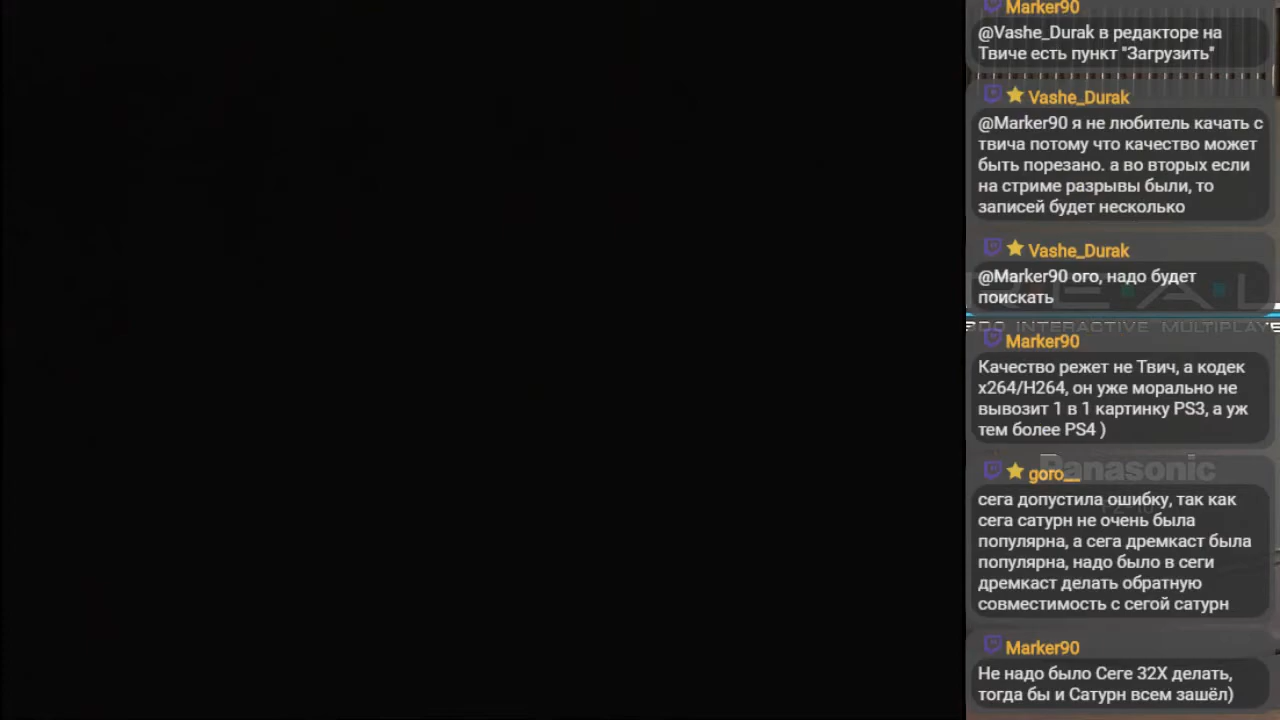 Marker90
@Vashe_Durak в редакторе на
Твиче есть пункт "Загрузить"
Vashe_Durak
@Marker90 я не любитель качать с
твича потому что качество может
быть порезано. а во вторых если
на стриме разрывы были, то
записей будет несколько
Vashe_Durak
@Marker90 ого, надо будет
поискать
REAL
3DO INTERACTIVE MULTIPLAYE
Marker90
Качество режет не Твич, а кодек
x264/H264, он уже морально не
вывозит 1 в 1 картинку PS3, а уж
тем более PS4 )
Panasonic
goro__
сега допустила ошибку, так как
сега сатурн не очень была
популярна, а сега дремкаст была
популярна, надо было в сеги
дремкаст делать обратную
совместимость с сегой сатурн
Marker90
Не надо было Сеге 32X делать,
тогда бы и Сатурн всем зашёл)